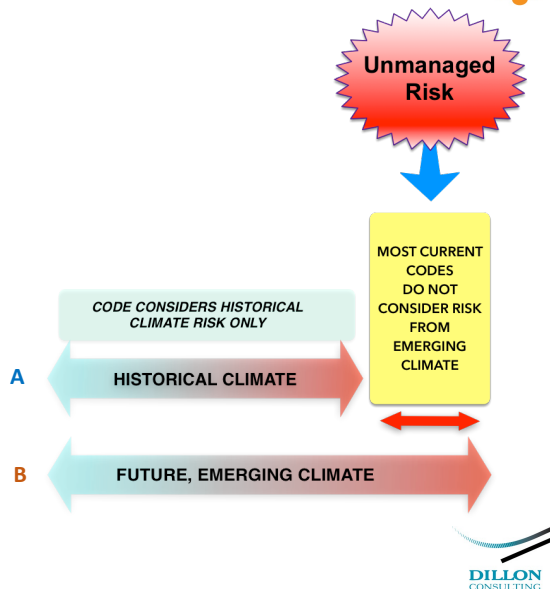 Unmanaged
Risk
MOST CURRENT
CODES
DO NOT
CONSIDER RISK
FROM
EMERGING
CLIMATE
CODE CONSIDERS HISTORICAL
CLIMATE RISK ONLY
A
HISTORICAL CLIMATE
B
FUTURE, EMERGING CLIMATE
DILLON
CONSULTING